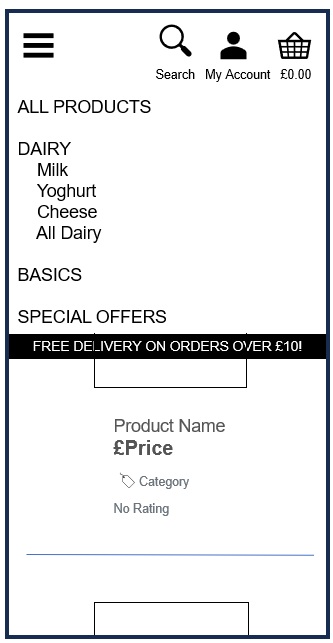 Search My Account £0.00
ALL PRODUCTS
DAIRY
Milk
Yoghurt
Cheese
All Dairy
BASICS
SPECIAL OFFERS
FREE DELIVERY ON ORDERS OVER £10!
Product Name
£Price
Category
No Rating